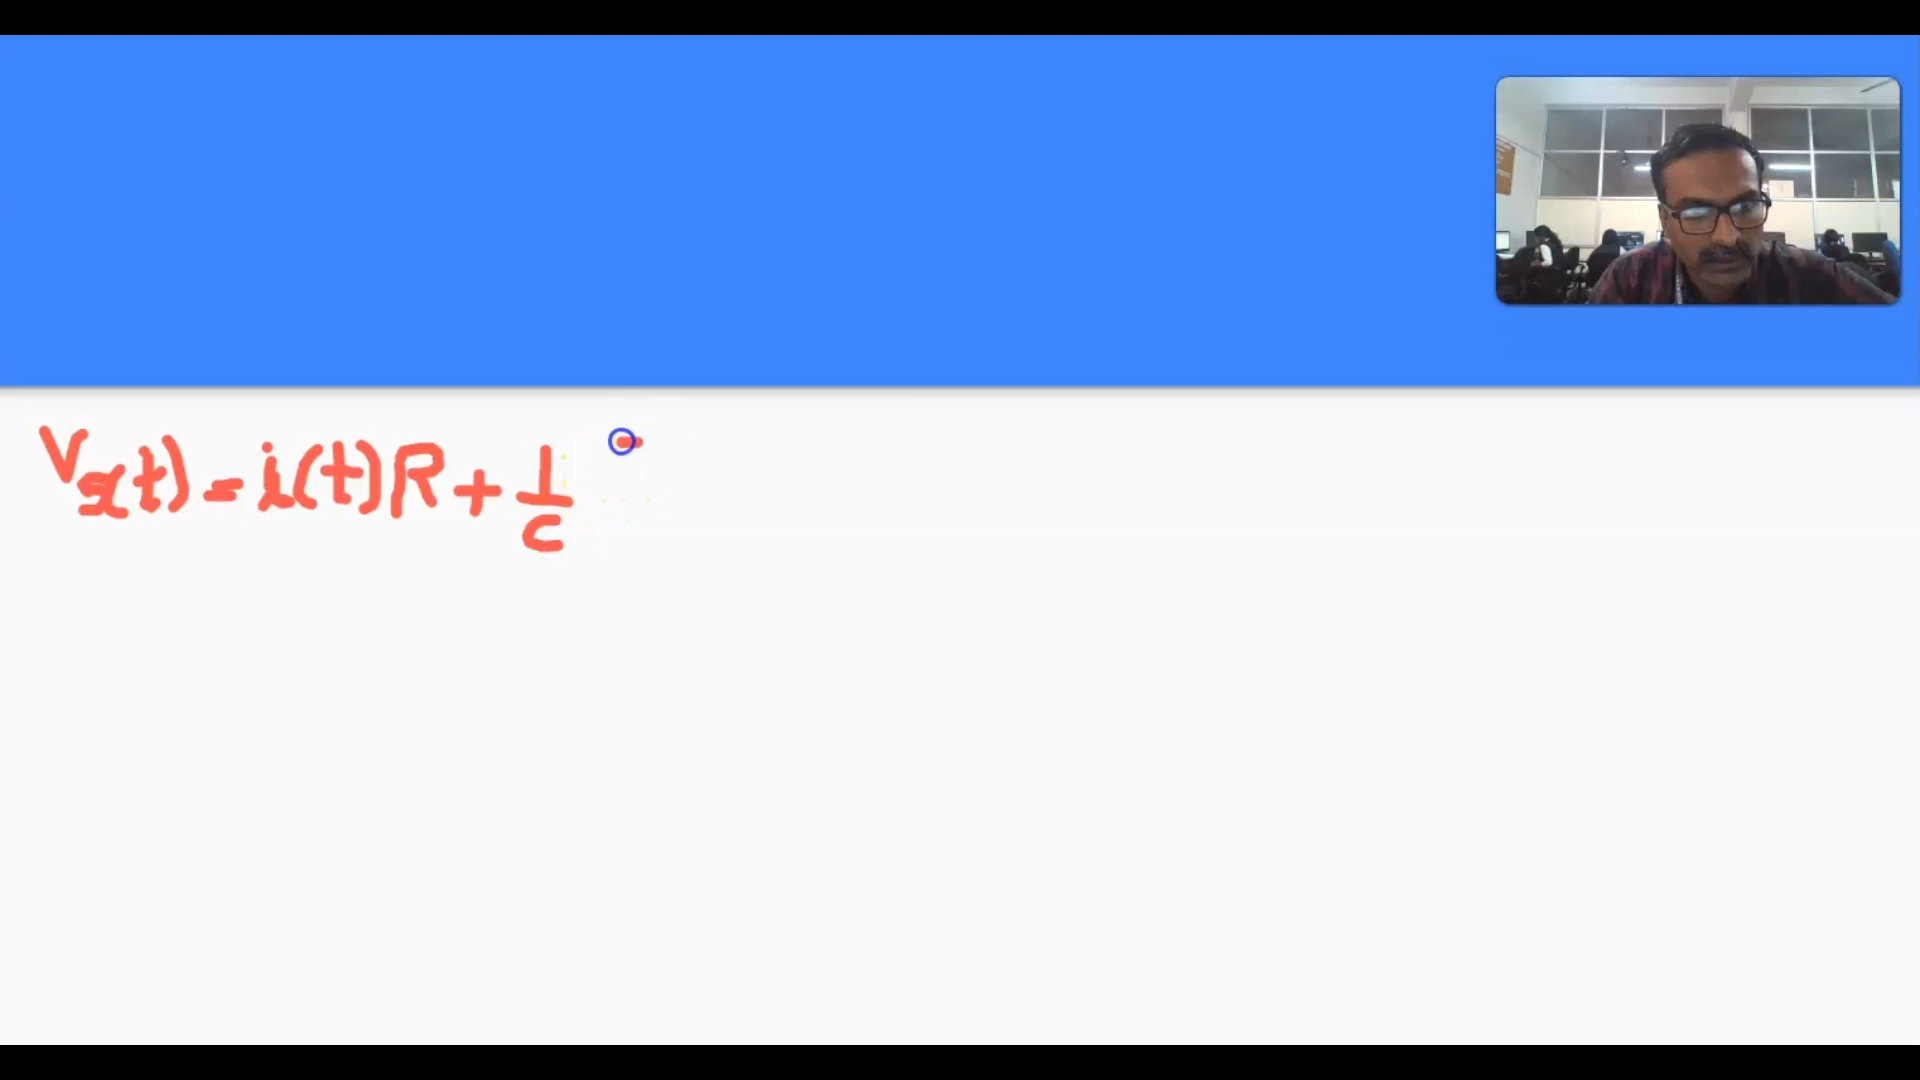 Vs(t) = i(t)R + 1/C